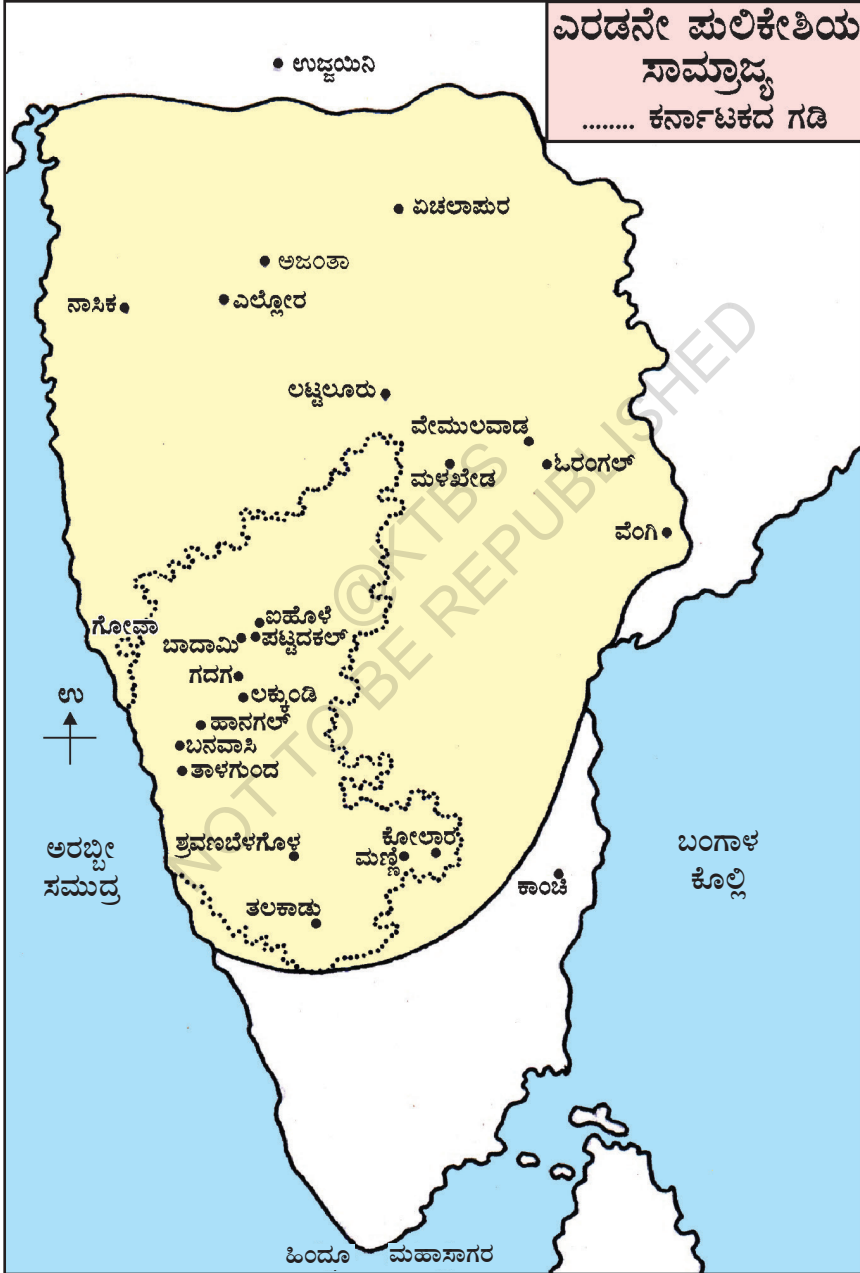 ಎರಡನೇ ಪುಲಿಕೇಶಿಯ
ಸಾಮ್ರಾಜ್ಯ
........ ಕರ್ನಾಟಕದ ಗಡಿ
ಉಜ್ಜಯಿನಿ
ಏಚಲಾಪುರ
ಅಜಂತಾ
ನಾಸಿಕ
ಎಲ್ಲೋರ
ಲಟ್ಟಲೂರು
ವೇಮುಲವಾಡ
ಮಳಖೇಡ
ಓರಂಗಲ್
ವೆಂಗಿ
ಗೋವಾ
ಐಹೊಳೆ
ಬಾದಾಮಿ
ಪಟ್ಟದಕಲ್
ಗದಗ
ಲಕ್ಕುಂಡಿ
ಉ
ಹಾನಗಲ್
ಬನವಾಸಿ
ತಾಳಗುಂದ
ಅರಬ್ಬೀ
ಸಮುದ್ರ
ಶ್ರವಣಬೆಳಗೊಳ
ಕೋಲಾರ
ಮಣ್ಣೆ
ಕಾಂಚಿ
ಬಂಗಾಳ
ಕೊಲ್ಲಿ
ತಲಕಾಡು
ಹಿಂದೂ ಮಹಾಸಾಗರ
@KTBS
NOT TO BE REPUBLISHED